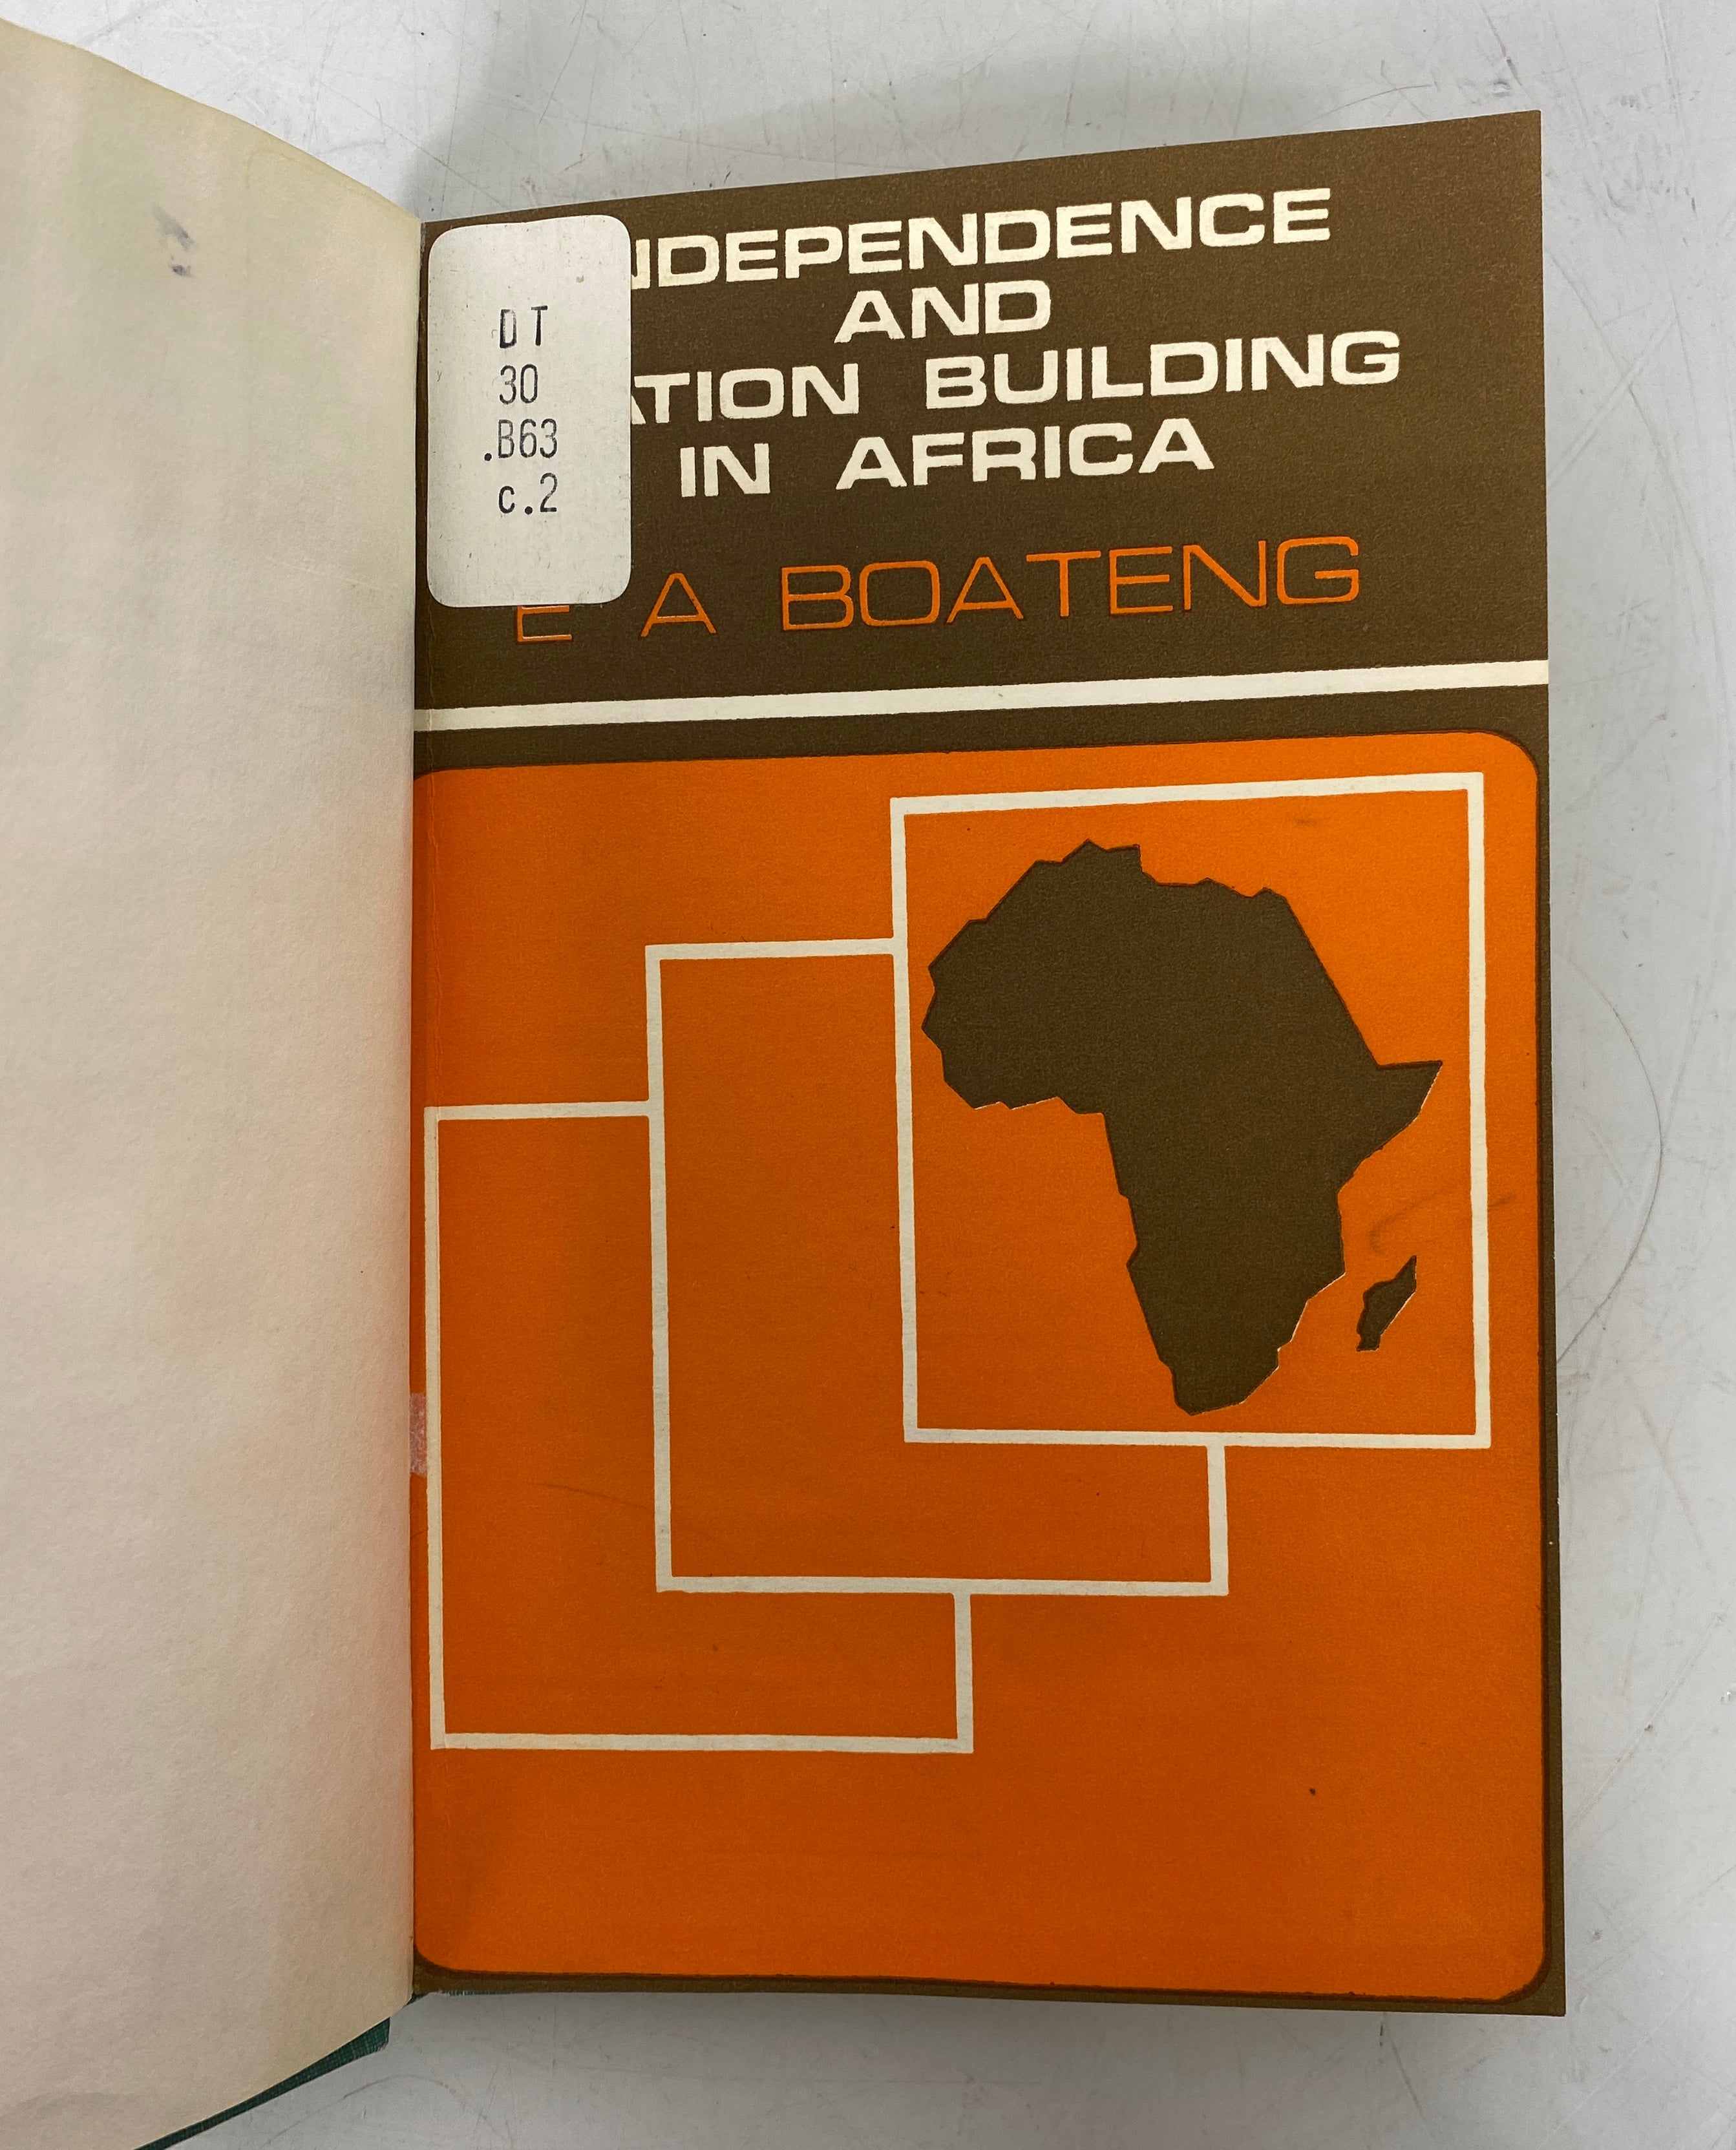 DT
30
.B63
c.2
NDEPENDENCE
AND
ATION BUILDING
IN AFRICA
E A BOATENG